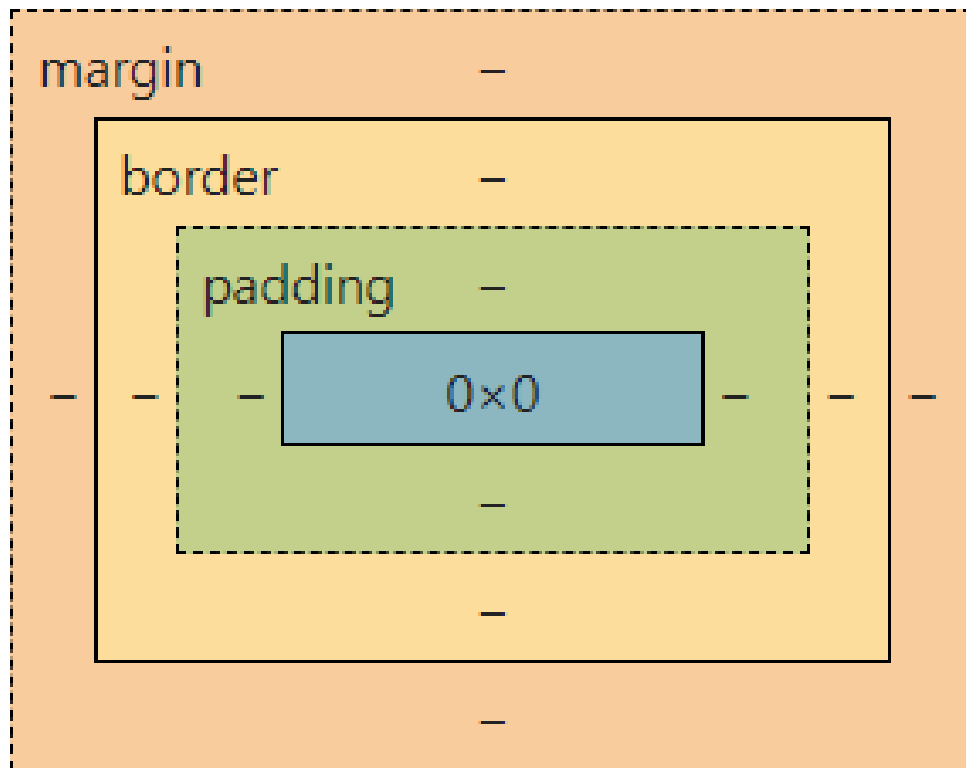 margin –
border –
padding –
– – – 0×0 – – –
–
–
–